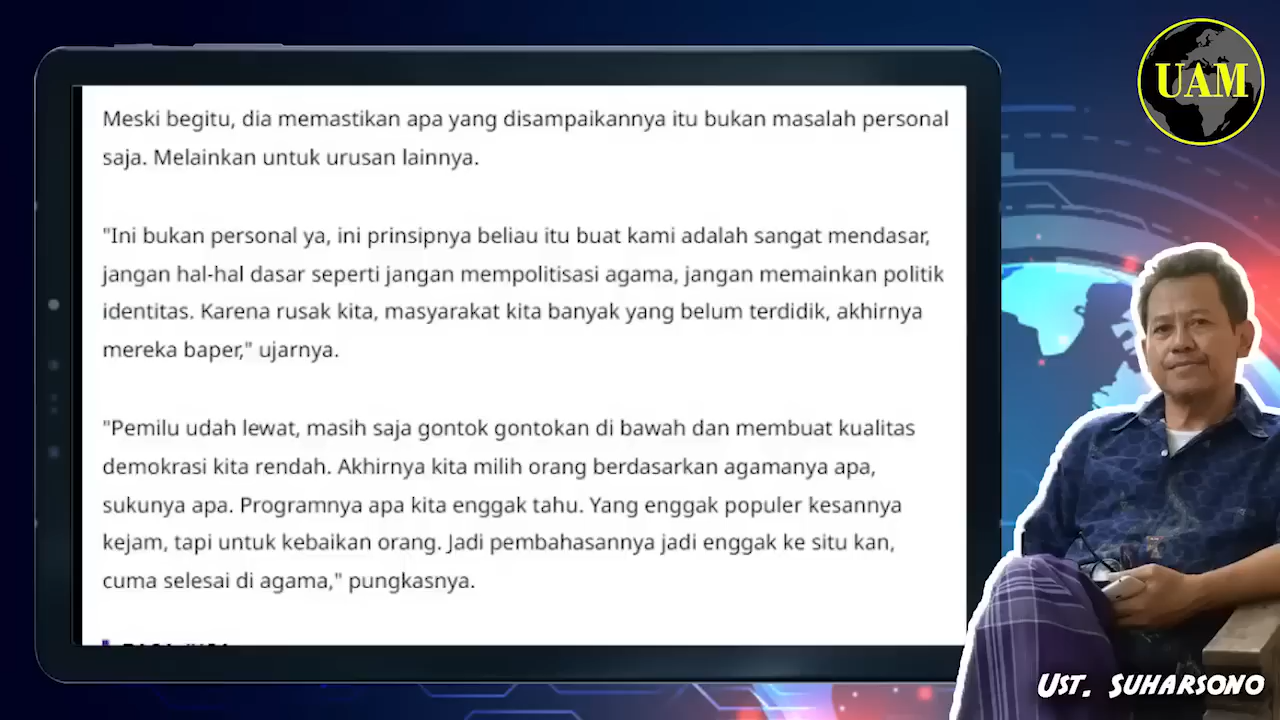 Meski begitu, dia memastikan apa yang disampaikannya itu bukan masalah personal
saja. Melainkan untuk urusan lainnya.
"Ini bukan personal ya, ini prinsipnya beliau itu buat kami adalah sangat mendasar,
jangan hal-hal dasar seperti jangan mempolitisasi agama, jangan memainkan politik
identitas. Karena rusak kita, masyarakat kita banyak yang belum terdidik, akhirnya
mereka baper," ujarnya.
"Pemilu udah lewat, masih saja gontok gontokan di bawah dan membuat kualitas
demokrasi kita rendah. Akhirnya kita milih orang berdasarkan agamanya apa,
sukunya apa. Programnya apa kita enggak tahu. Yang enggak populer kesannya
kejam, tapi untuk kebaikan orang. Jadi pembahasannya jadi enggak ke situ kan,
cuma selesai di agama," pungkasnya.
UAM
UST. SUHARSONO